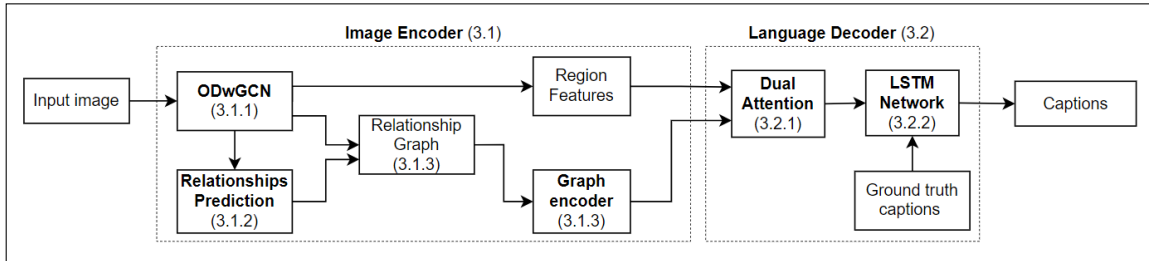 Image Encoder (3.1)
Language Decoder (3.2)
Input image
ODwGCN
(3.1.1)
Region
Features
Relationship
Graph
(3.1.3)
Relationships
Prediction
(3.1.2)
Graph
encoder
(3.1.3)
Dual
Attention
(3.2.1)
LSTM
Network
(3.2.2)
Captions
Ground truth
captions